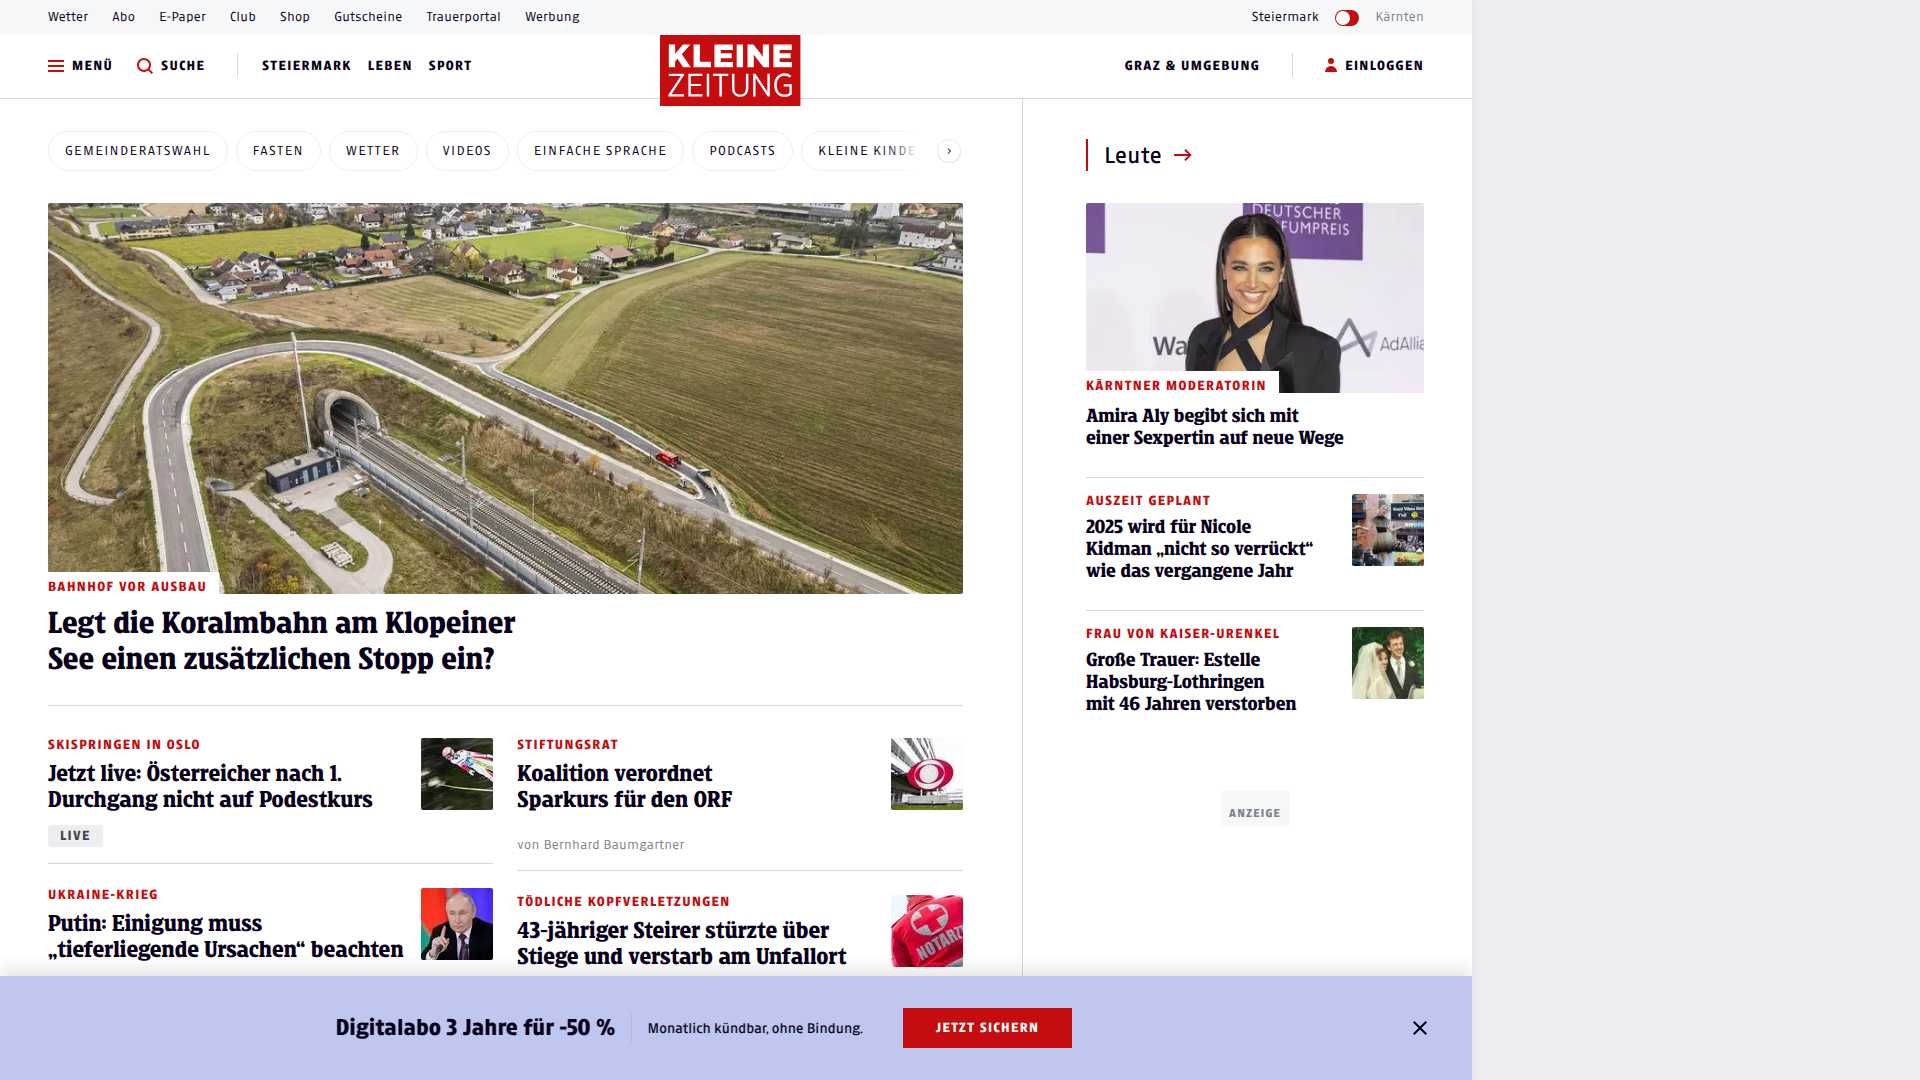 Wetter Abo E-Paper Club Shop Gutscheine Trauerportal Werbung Steiermark Kärnten
MENÜ SUCHE STEIERMARK LEBEN SPORT KLEINE ZEITUNG GRAZ & UMGEBUNG EINLOGGEN
GEMEINDERATSWAHL FASTEN WETTER VIDEOS EINFACHE SPRACHE PODCASTS KLEINE KINDE
BAHNHOF VOR AUSBAU
Legt die Koralmbahn am Klopeiner
See einen zusätzlichen Stopp ein?
SKISPRINGEN IN OSLO
Jetzt live: Österreicher nach 1.
Durchgang nicht auf Podestkurs
LIVE
UKRAINE-KRIEG
Putin: Einigung muss
„tieferliegende Ursachen“ beachten
STIFTUNGSRAT
Koalition verordnet
Sparkurs für den ORF
von Bernhard Baumgartner
TÖDLICHE KOPFVERLETZUNGEN
43-jähriger Steirer stürzte über
Stiege und verstarb am Unfallort
NOTARZT
Leute
DEUTSCHER
Wa
AdAllia
KÄRNTNER MODERATORIN
Amira Aly begibt sich mit
einer Sexpertin auf neue Wege
AUSZEIT GEPLANT
2025 wird für Nicole
Kidman „nicht so verrückt“
wie das vergangene Jahr
FRAU VON KAISER-URENKEL
Große Trauer: Estelle
Habsburg-Lothringen
mit 46 Jahren verstorben
ANZEIGE
Digitalabo 3 Jahre für -50 % Monatlich kündbar, ohne Bindung. JETZT SICHERN